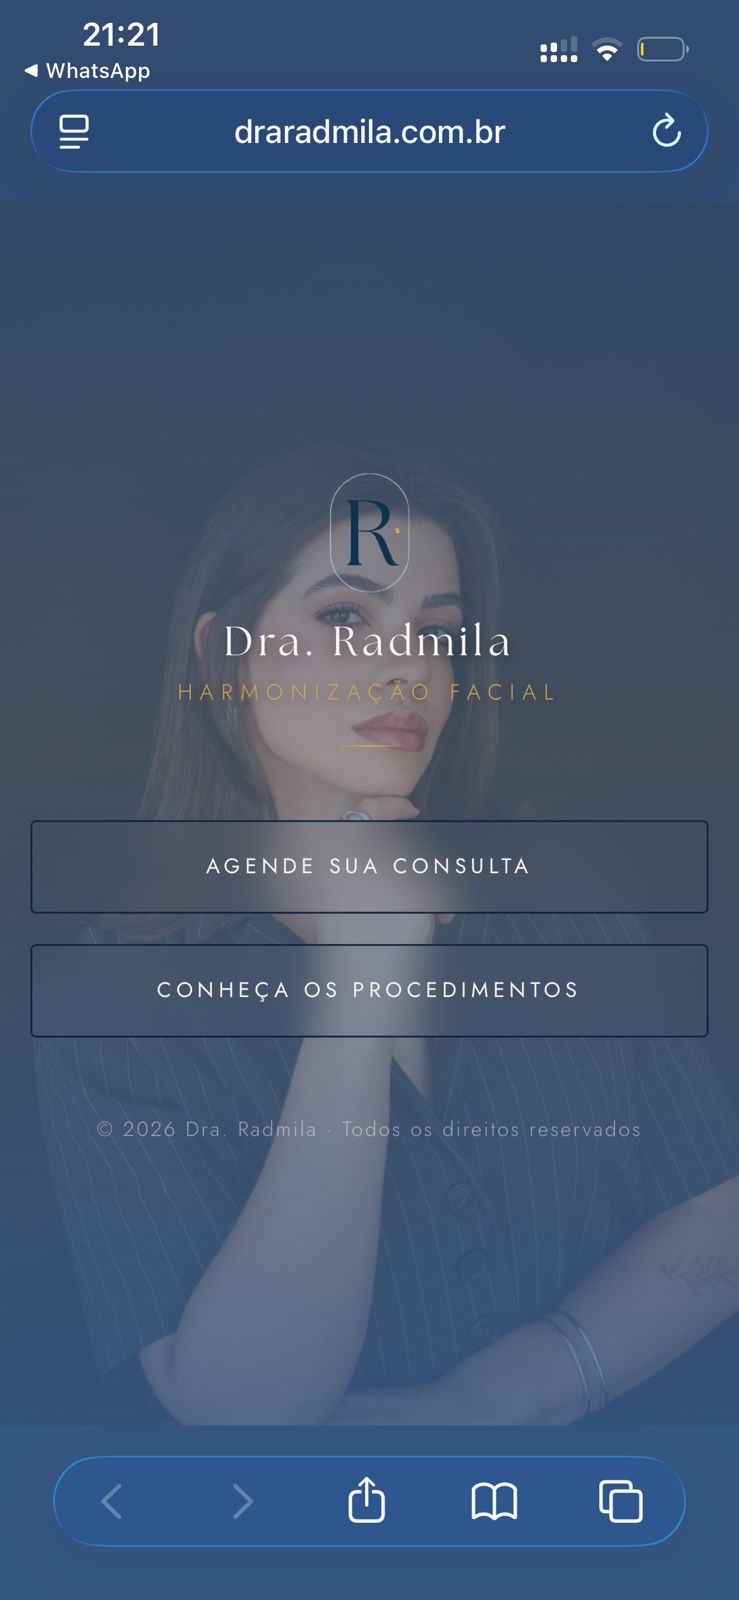 21:21
◀ WhatsApp
draradmila.com.br
R
Dra. Radmila
HARMONIZAÇÃO FACIAL
AGENDE SUA CONSULTA
CONHEÇA OS PROCEDIMENTOS
© 2026 Dra. Radmila · Todos os direitos reservados